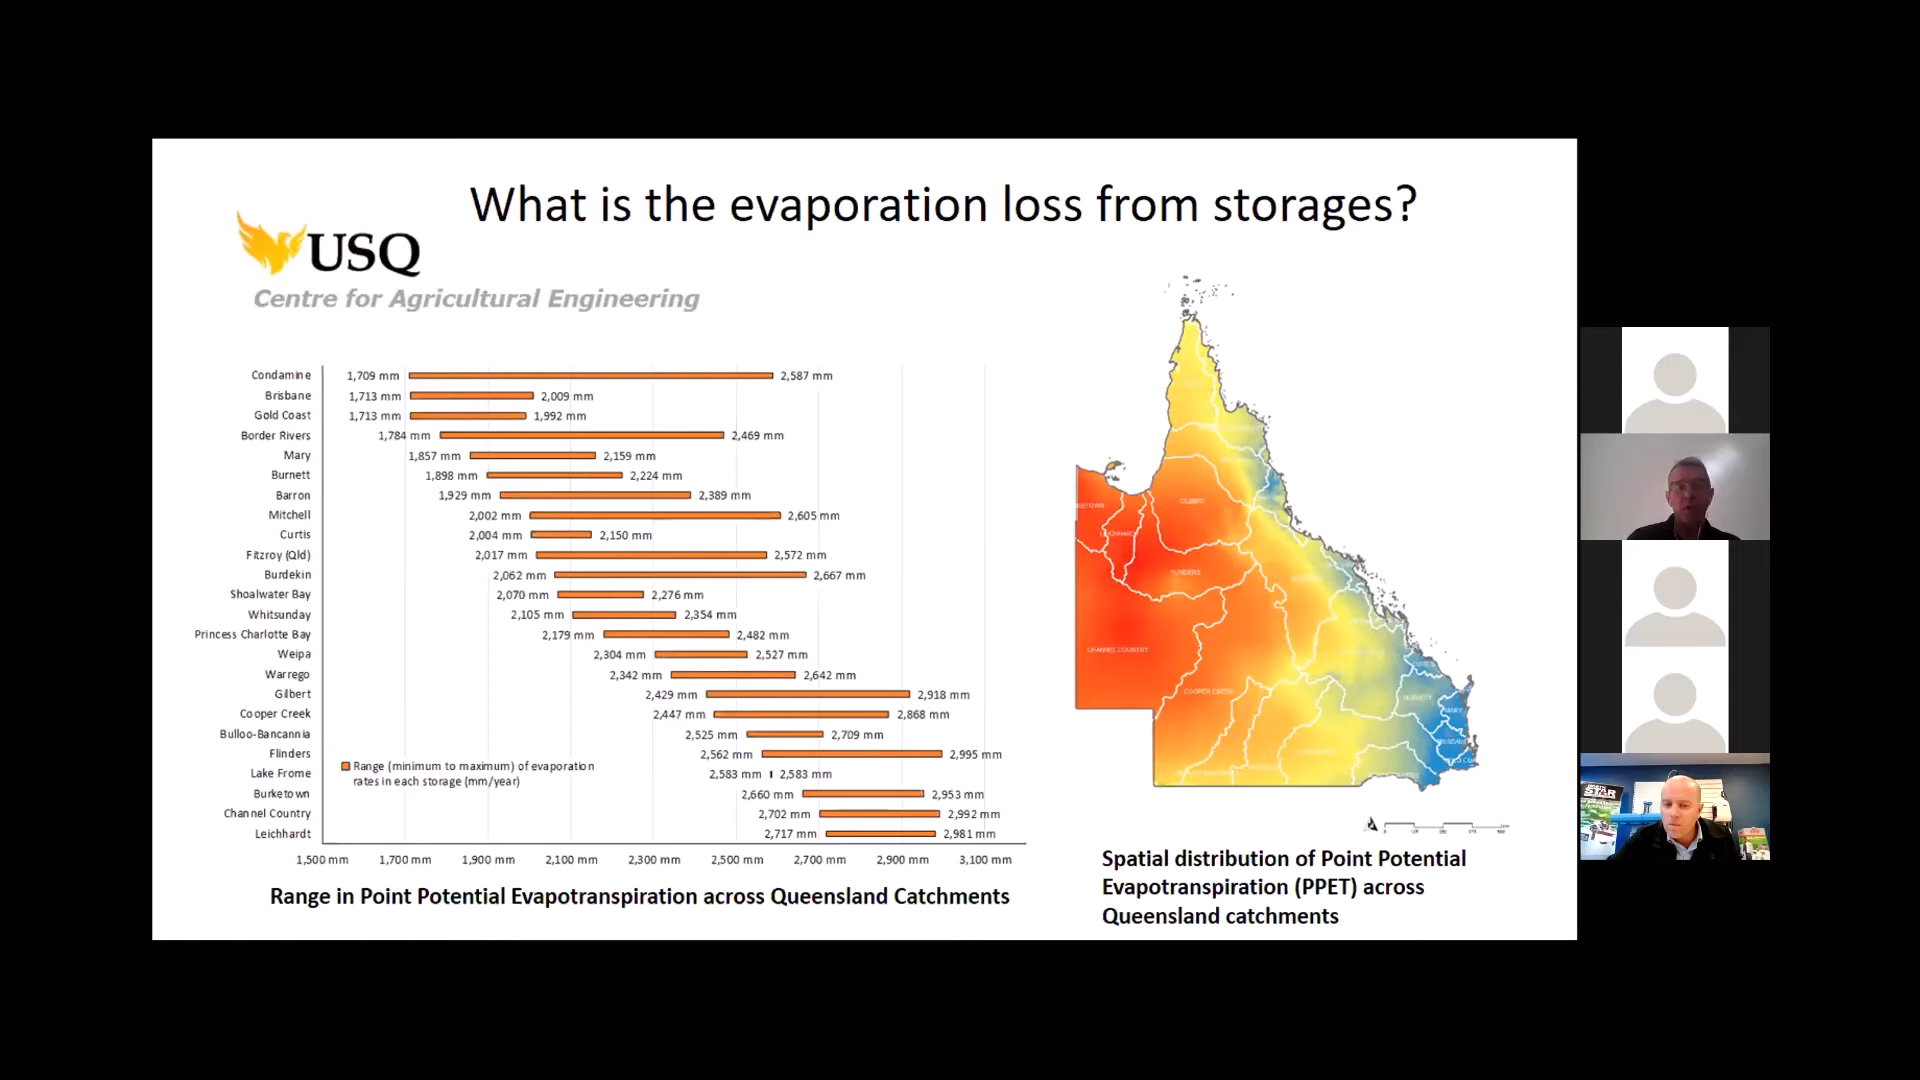 What is the evaporation loss from storages?
USQ
Centre for Agricultural Engineering
Condamine 1,709 mm 2,587 mm
Brisbane 1,713 mm 2,009 mm
Gold Coast 1,713 mm 1,992 mm
Border Rivers 1,784 mm 2,469 mm
Mary 1,857 mm 2,159 mm
Burnett 1,898 mm 2,224 mm
Barron 1,929 mm 2,389 mm
Mitchell 2,002 mm 2,605 mm
Curtis 2,004 mm 2,150 mm
Fitzroy (Qld) 2,017 mm 2,572 mm
Burdekin 2,062 mm 2,667 mm
Shoalwater Bay 2,070 mm 2,276 mm
Whitsunday 2,105 mm 2,354 mm
Princess Charlotte Bay 2,179 mm 2,482 mm
Weipa 2,304 mm 2,527 mm
Warrego 2,342 mm 2,642 mm
Gilbert 2,429 mm 2,918 mm
Cooper Creek 2,447 mm 2,868 mm
Bulloo-Bancannia 2,525 mm 2,709 mm
Flinders 2,562 mm 2,995 mm
Lake Frome 2,583 mm 2,583 mm
Burketown 2,660 mm 2,953 mm
Channel Country 2,702 mm 2,992 mm
Leichhardt 2,717 mm 2,981 mm
Range (minimum to maximum) of evaporation
rates in each storage (mm/year)
1,500 mm 1,700 mm 1,900 mm 2,100 mm 2,300 mm 2,500 mm 2,700 mm 2,900 mm 3,100 mm
Range in Point Potential Evapotranspiration across Queensland Catchments
GILBERT
FLINDERS
CHANNEL COUNTRY
COOPER CREEK
BURNETT
MARY
Spatial distribution of Point Potential
Evapotranspiration (PPET) across
Queensland catchments
STAR